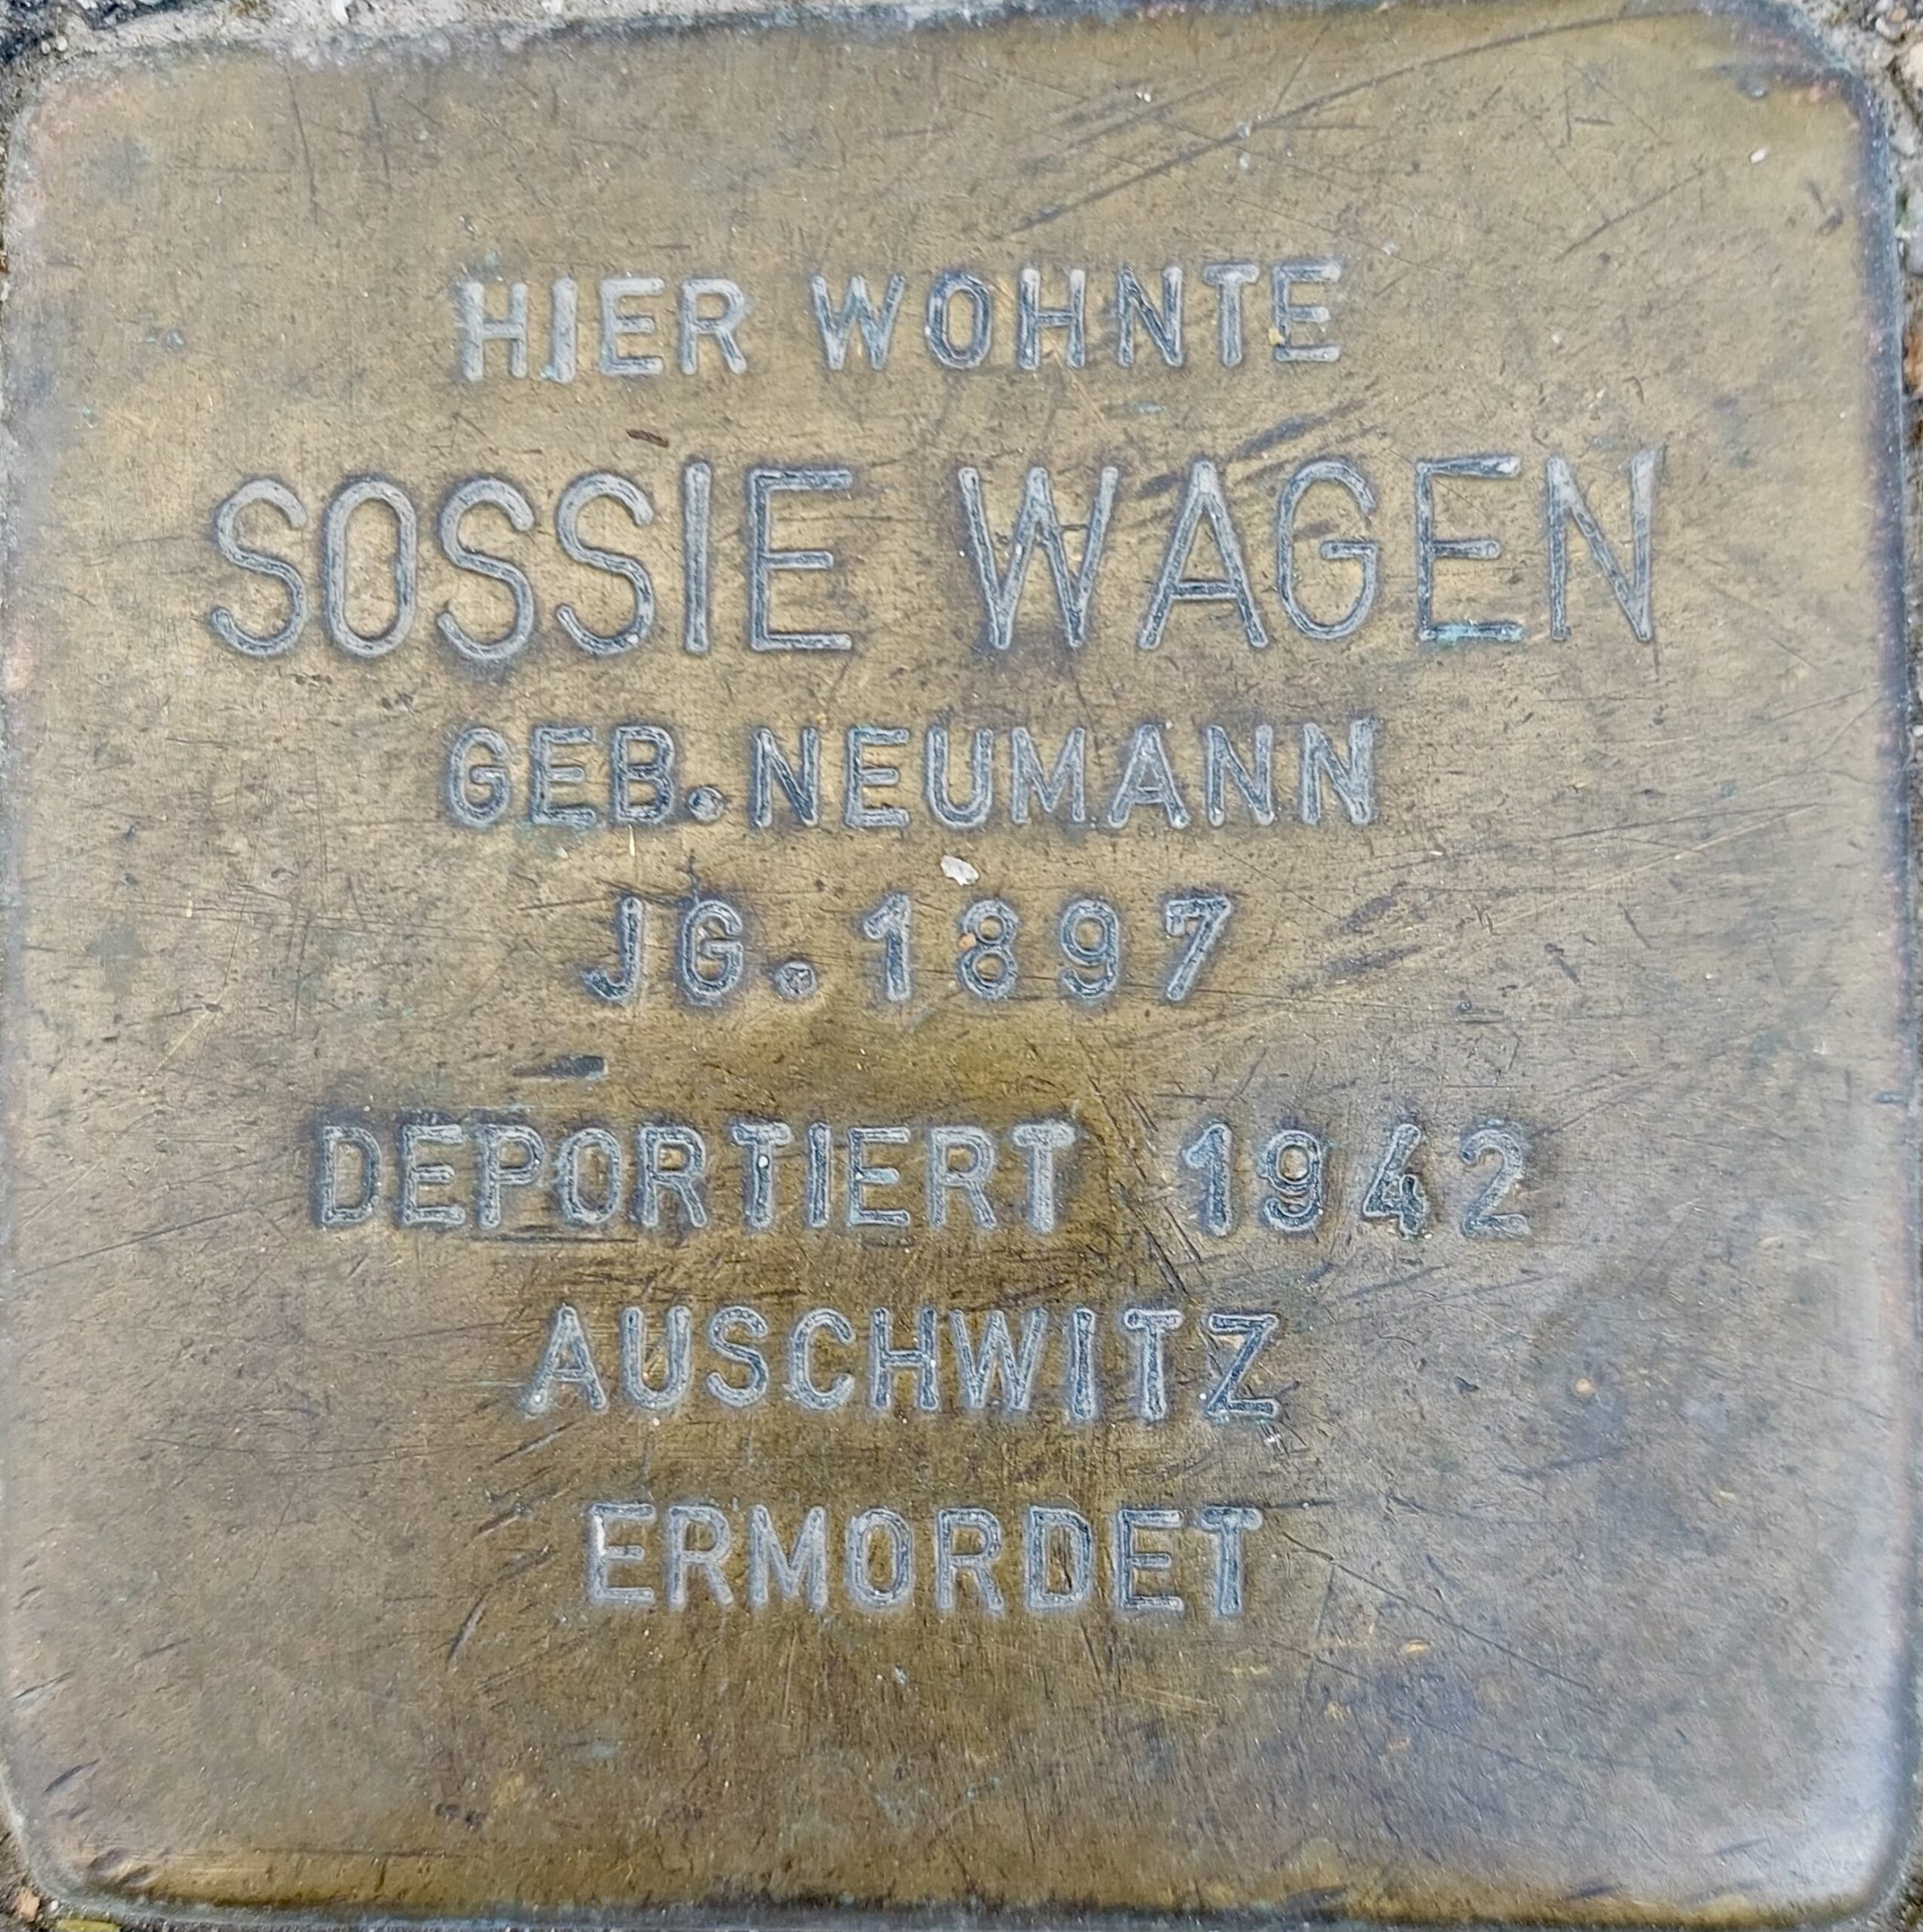 HIER WOHNTE
SOSSIE WAGEN
GEB. NEUMANN
JG. 1897
DEPORTIERT 1942
AUSCHWITZ
ERMORDET